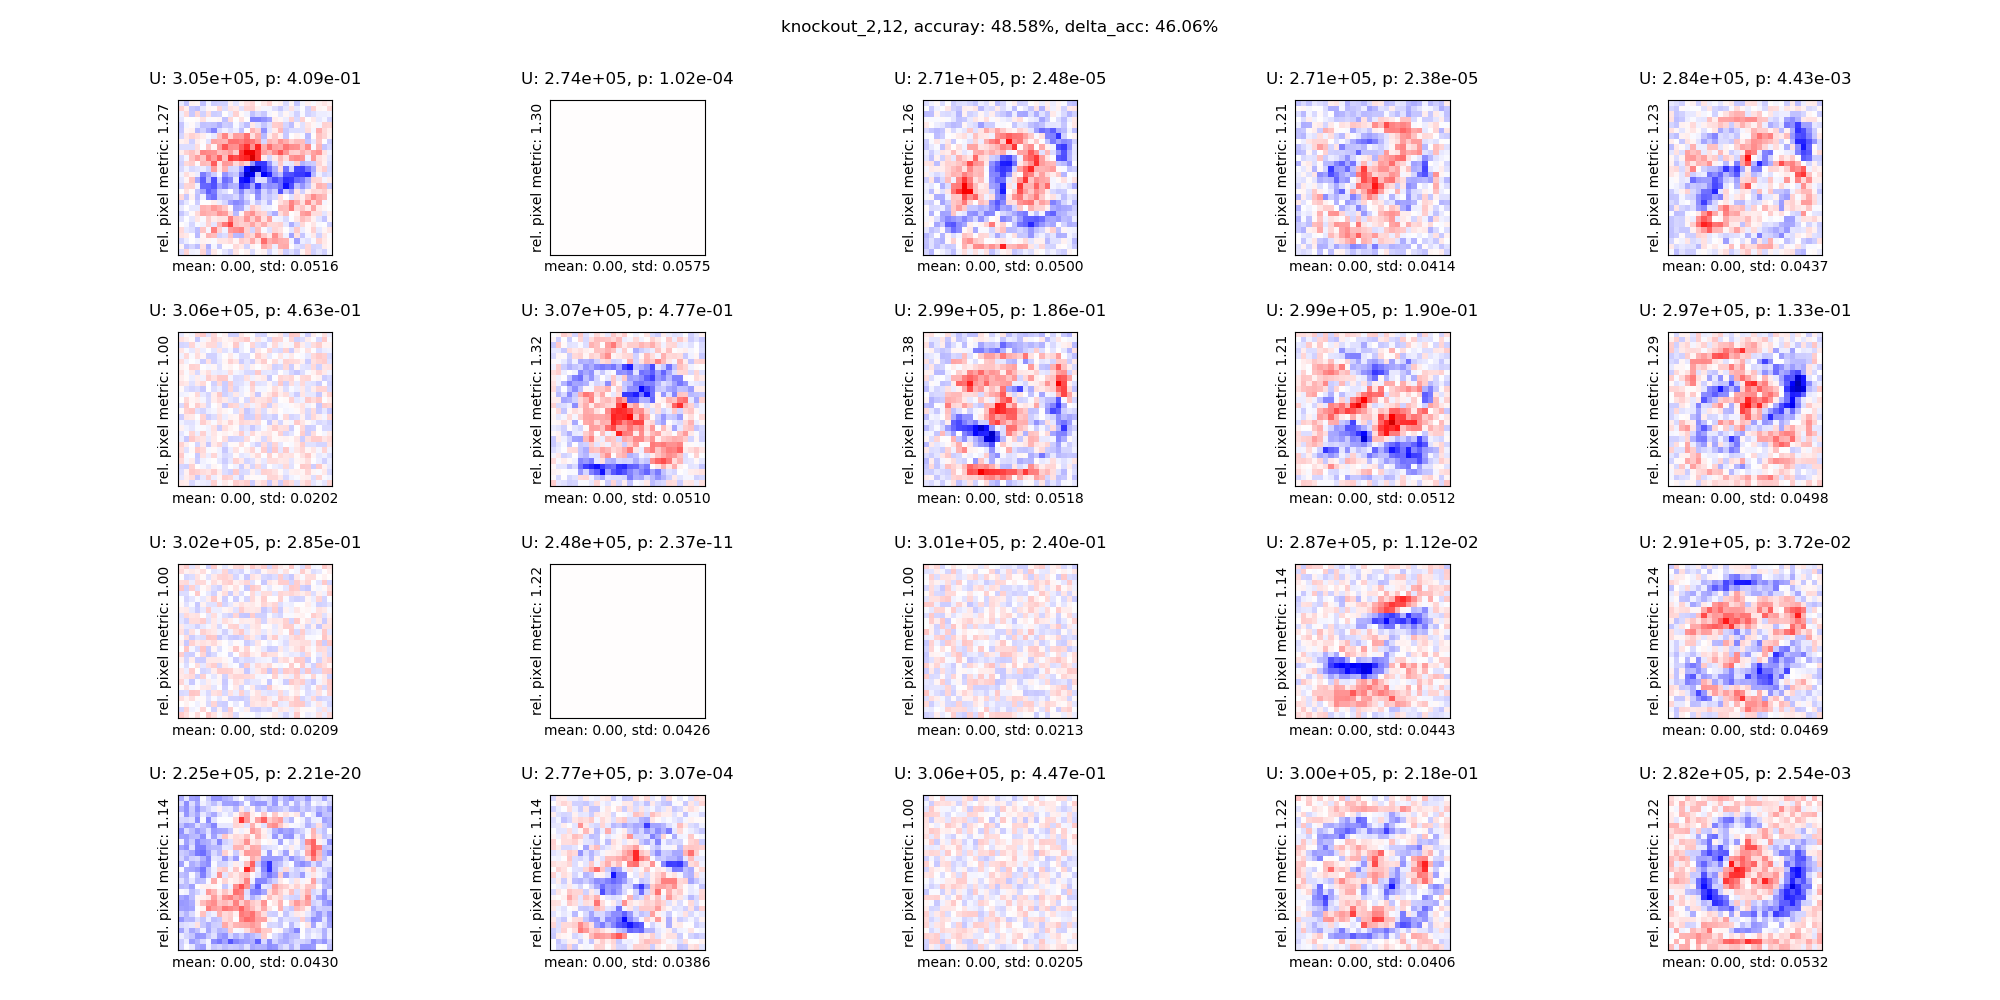 knockout_2,12, accuray: 48.58%, delta_acc: 46.06%
U: 3.05e+05, p: 4.09e-01
rel. pixel metric: 1.27
mean: 0.00, std: 0.0516
U: 2.74e+05, p: 1.02e-04
rel. pixel metric: 1.30
mean: 0.00, std: 0.0575
U: 2.71e+05, p: 2.48e-05
rel. pixel metric: 1.26
mean: 0.00, std: 0.0500
U: 2.71e+05, p: 2.38e-05
rel. pixel metric: 1.21
mean: 0.00, std: 0.0414
U: 2.84e+05, p: 4.43e-03
rel. pixel metric: 1.23
mean: 0.00, std: 0.0437
U: 3.06e+05, p: 4.63e-01
rel. pixel metric: 1.00
mean: 0.00, std: 0.0202
U: 3.07e+05, p: 4.77e-01
rel. pixel metric: 1.32
mean: 0.00, std: 0.0510
U: 2.99e+05, p: 1.86e-01
rel. pixel metric: 1.38
mean: 0.00, std: 0.0518
U: 2.99e+05, p: 1.90e-01
rel. pixel metric: 1.21
mean: 0.00, std: 0.0512
U: 2.97e+05, p: 1.33e-01
rel. pixel metric: 1.29
mean: 0.00, std: 0.0498
U: 3.02e+05, p: 2.85e-01
rel. pixel metric: 1.00
mean: 0.00, std: 0.0209
U: 2.48e+05, p: 2.37e-11
rel. pixel metric: 1.22
mean: 0.00, std: 0.0426
U: 3.01e+05, p: 2.40e-01
rel. pixel metric: 1.00
mean: 0.00, std: 0.0213
U: 2.87e+05, p: 1.12e-02
rel. pixel metric: 1.14
mean: 0.00, std: 0.0443
U: 2.91e+05, p: 3.72e-02
rel. pixel metric: 1.24
mean: 0.00, std: 0.0469
U: 2.25e+05, p: 2.21e-20
rel. pixel metric: 1.14
mean: 0.00, std: 0.0430
U: 2.77e+05, p: 3.07e-04
rel. pixel metric: 1.14
mean: 0.00, std: 0.0386
U: 3.06e+05, p: 4.47e-01
rel. pixel metric: 1.00
mean: 0.00, std: 0.0205
U: 3.00e+05, p: 2.18e-01
rel. pixel metric: 1.22
mean: 0.00, std: 0.0406
U: 2.82e+05, p: 2.54e-03
rel. pixel metric: 1.22
mean: 0.00, std: 0.0532